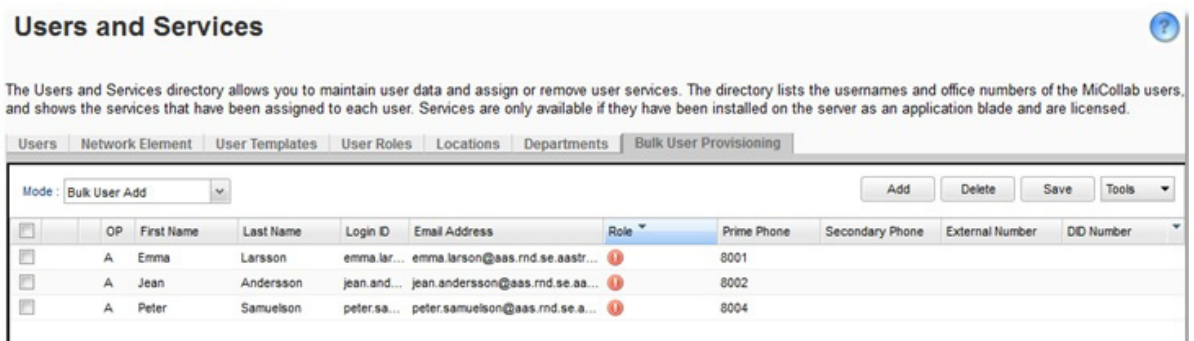 Users and Services
?
The Users and Services directory allows you to maintain user data and assign or remove user services. The directory lists the usernames and office numbers of the MiCollab users,
and shows the services that have been assigned to each user. Services are only available if they have been installed on the server as an application blade and are licensed.
Users Network Element User Templates User Roles Locations Departments Bulk User Provisioning
Mode : Bulk User Add Add Delete Save Tools
OP First Name Last Name Login ID Email Address Role Prime Phone Secondary Phone External Number DID Number
A Emma Larsson emma.lar... emma.larson@aas.rnd.se.aastr... 8001
A Jean Andersson jean.and... jean.andersson@aas.rnd.se.aa... 8002
A Peter Samuelson peter.sa... peter.samuelson@aas.rnd.se.a... 8004